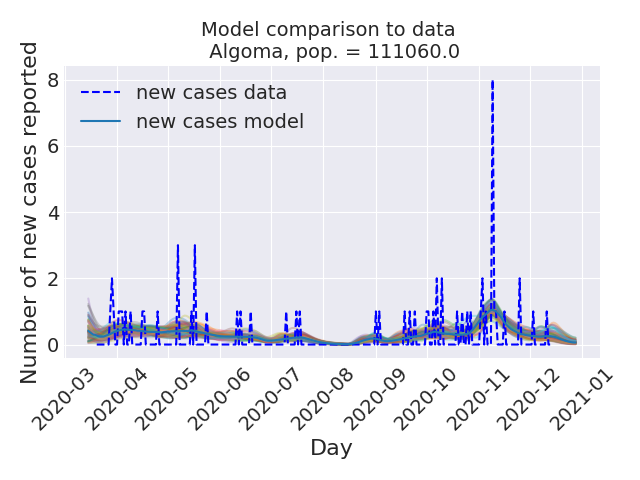 Model comparison to data
Algoma, pop. = 111060.0
Number of new cases reported
8
6
4
2
0
new cases data
new cases model
2020-03
2020-04
2020-05
2020-06
2020-07
2020-08
2020-09
2020-10
2020-11
2020-12
2021-01
Day